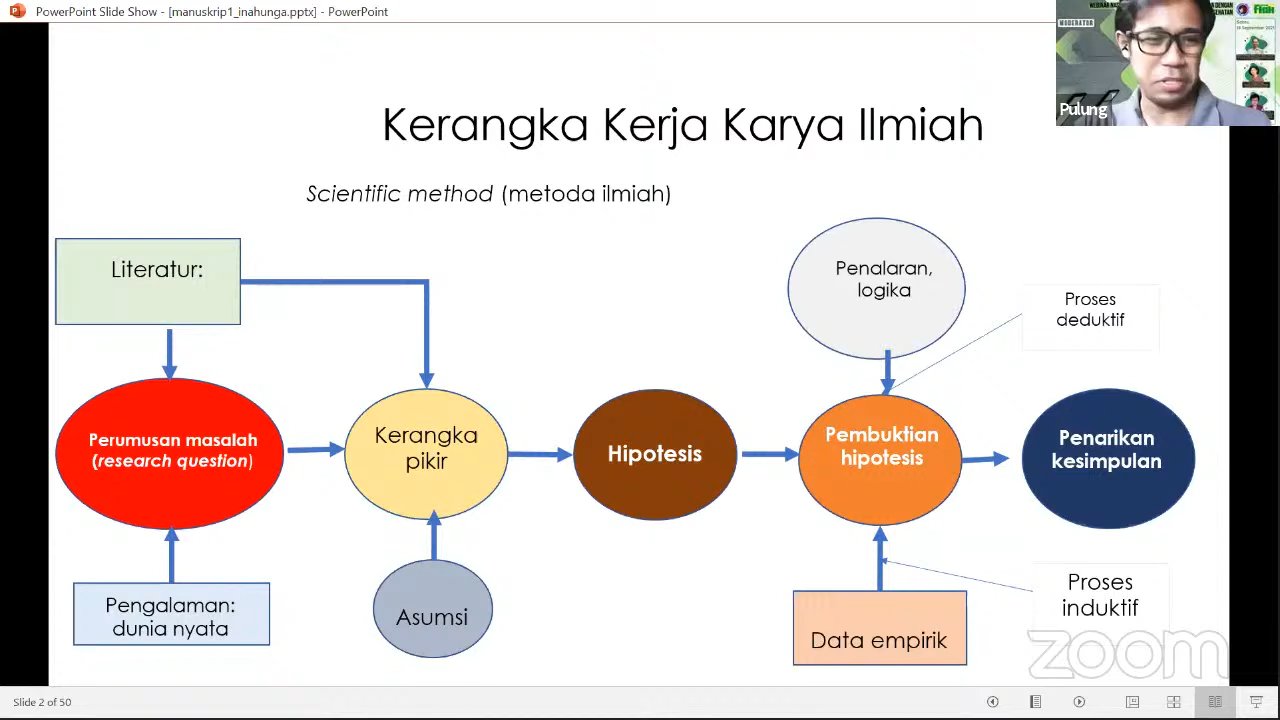 PowerPoint Slide Show - [manuskrip1_inahunga.pptx] - PowerPoint
MODERATOR
Pulung
Kerangka Kerja Karya Ilmiah
Scientific method (metoda ilmiah)
Literatur:
Penalaran,
logika
Proses
deduktif
Perumusan masalah
(research question)
Kerangka
pikir
Hipotesis
Pembuktian
hipotesis
Penarikan
kesimpulan
Pengalaman:
dunia nyata
Asumsi
Data empirik
Proses
induktif
zoom
Slide 2 of 50